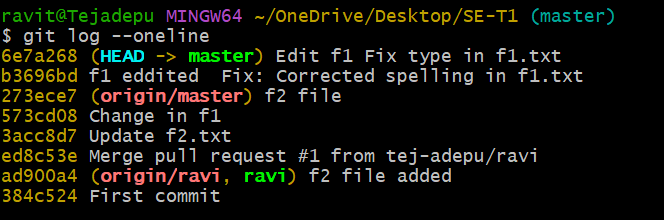 ravit@Tejadepu MINGW64 ~/OneDrive/Desktop/SE-T1 (master)
$ git log --oneline
6e7a268 (HEAD -> master) Edit f1 Fix type in f1.txt
b3696bd f1 eddited  Fix: Corrected spelling in f1.txt
273ece7 (origin/master) f2 file
573cd08 Change in f1
3acc8d7 Update f2.txt
ed8c53e Merge pull request #1 from tej-adepu/ravi
ad900a4 (origin/ravi, ravi) f2 file added
384c524 First commit